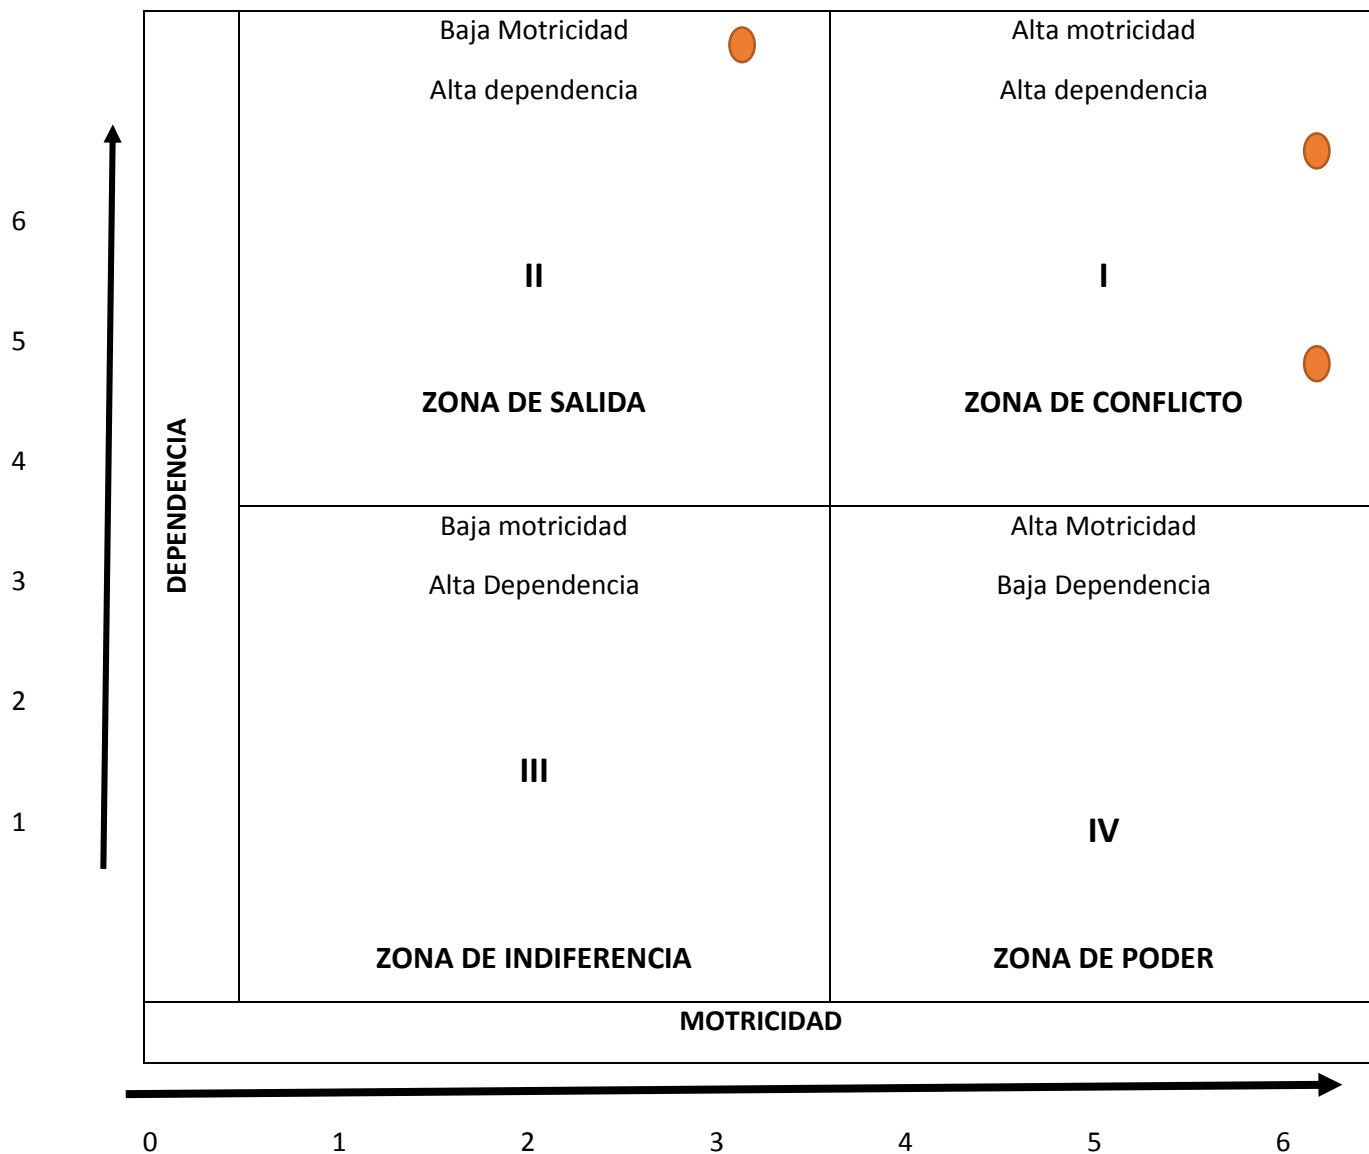 Baja Motricidad
Alta dependencia
II
ZONA DE SALIDA
Alta motricidad
Alta dependencia
I
ZONA DE CONFLICTO
6
5
4
3
2
1
DEPENDENCIA
Baja motricidad
Alta Dependencia
III
ZONA DE INDIFERENCIA
Alta Motricidad
Baja Dependencia
IV
ZONA DE PODER
MOTRICIDAD
0 1 2 3 4 5 6